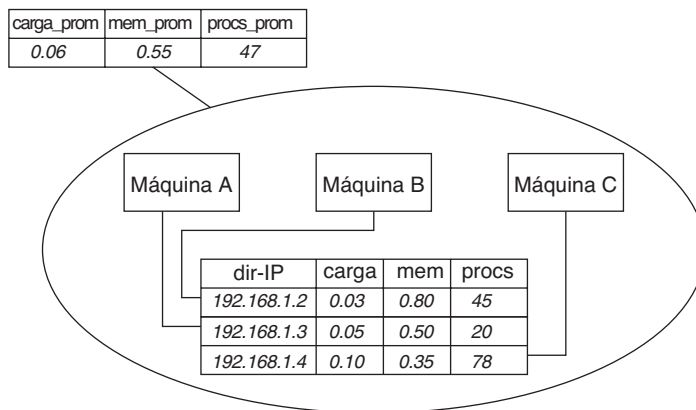 carga_prom mem_prom procs_prom
0.06 0.55 47
Máquina A Máquina B Máquina C
dir-IP carga mem procs
192.168.1.2 0.03 0.80 45
192.168.1.3 0.05 0.50 20
192.168.1.4 0.10 0.35 78